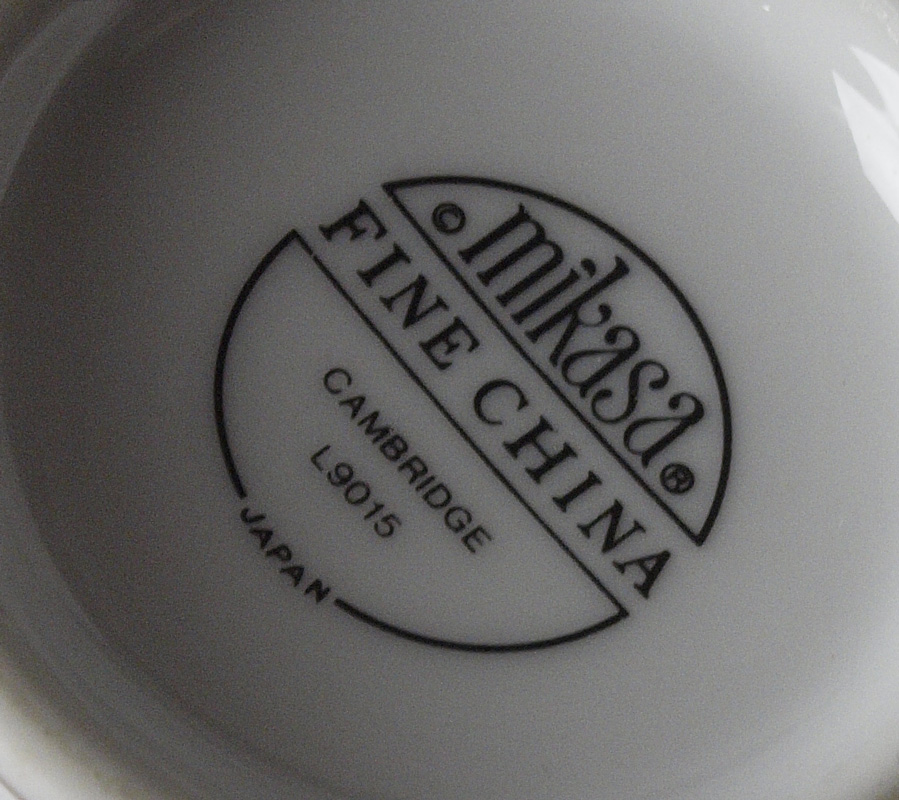 © mikasa ®
FINE CHINA
CAMBRIDGE
L9015
JAPAN